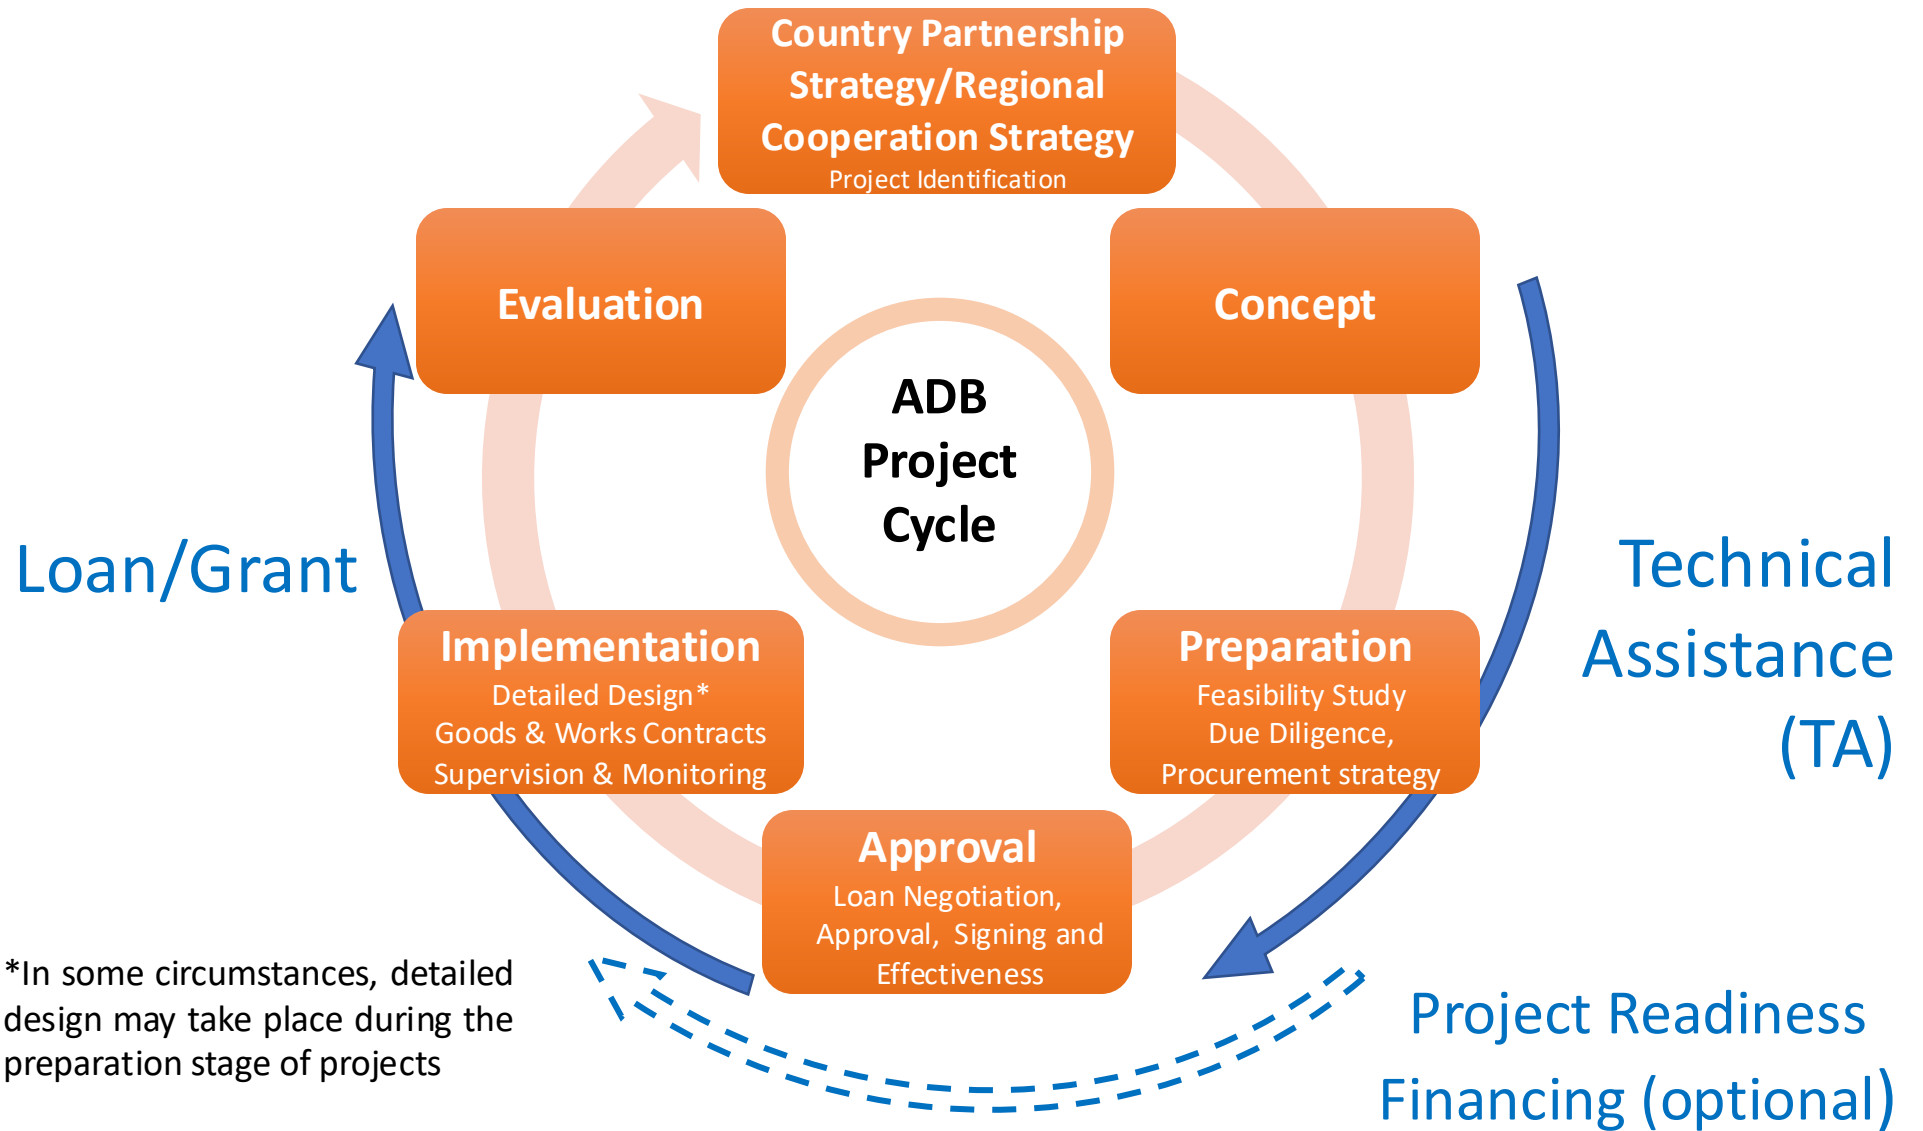 Country Partnership
Strategy/Regional
Cooperation Strategy
Project Identification
Evaluation
Concept
ADB
Project
Cycle
Loan/Grant
Technical
Assistance
(TA)
Implementation
Detailed Design*
Goods & Works Contracts
Supervision & Monitoring
Preparation
Feasibility Study
Due Diligence,
Procurement strategy
Approval
Loan Negotiation,
Approval, Signing and
Effectiveness
*In some circumstances, detailed
design may take place during the
preparation stage of projects
Project Readiness
Financing (optional)